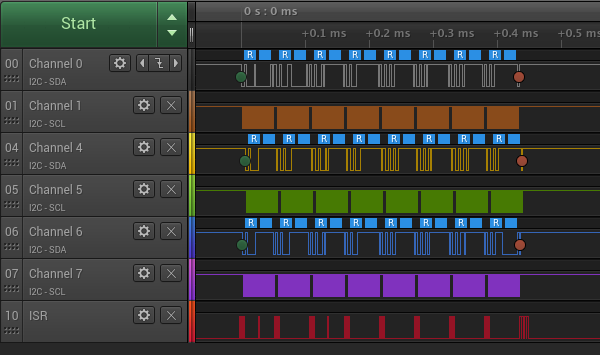 Start
0 s : 0 ms
+0.1 ms +0.2 ms +0.3 ms +0.4 ms +0.5 ms
00 Channel 0
I2C - SDA
R R R R R R R R
01 Channel 1
I2C - SCL
04 Channel 4
I2C - SDA
R R R R R R R R
05 Channel 5
I2C - SCL
06 Channel 6
I2C - SDA
R R R R R R R R
07 Channel 7
I2C - SCL
10 ISR